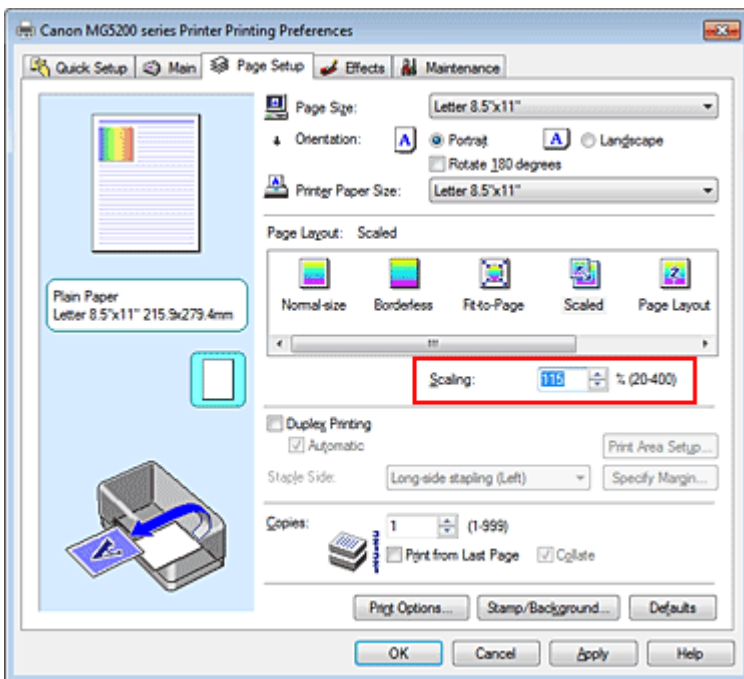 Canon MG5200 series Printer Printing Preferences
Quick Setup Main Page Setup Effects Maintenance
Page Size: Letter 8.5"x11"
Orientation: A Portrait A Landscape
Rotate 180 degrees
Printer Paper Size: Letter 8.5"x11"
Page Layout: Scaled
Normal-size Borderless Fit-to-Page Scaled Page Layout
Plain Paper
Letter 8.5"x11" 215.9x279.4mm
Scaling: 115 % (20-400)
Duplex Printing
Automatic Print Area Setup...
Staple Side: Long-side stapling (Left) Specify Margin...
Copies: 1 (1-999)
Print from Last Page Collate
Print Options... Stamp/Background... Defaults
OK Cancel Apply Help